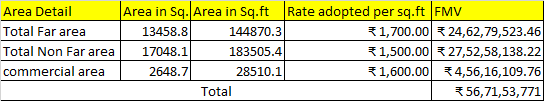 Area Detail Area in Sq. Area in Sq.ft Rate adopted per sq.ft FMV
Total Far area 13458.8 144870.3 ₹ 1,700.00 ₹ 24,62,79,523.46
Total Non Far area 17048.1 183505.4 ₹ 1,500.00 ₹ 27,52,58,138.22
commercial area 2648.7 28510.1 ₹ 1,600.00 ₹ 4,56,16,109.76
Total ₹ 56,71,53,771